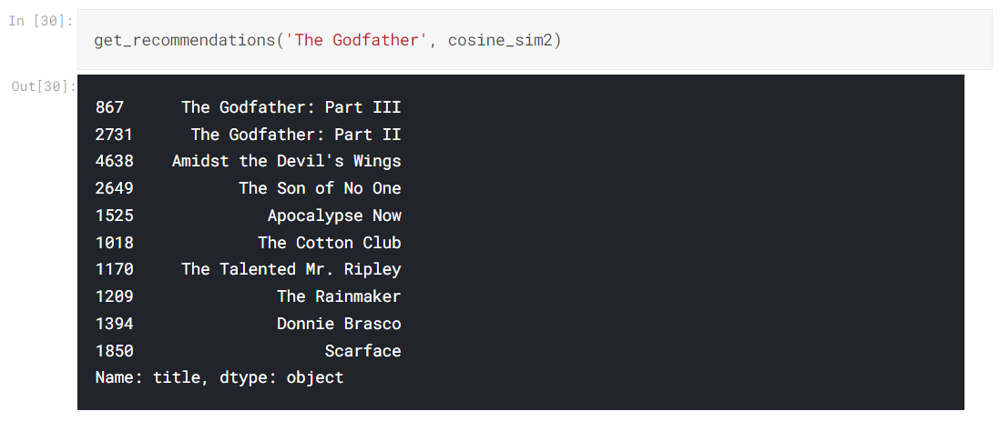 In [30]:
get_recommendations('The Godfather', cosine_sim2)
Out[30]:
867      The Godfather: Part III
2731      The Godfather: Part II
4638    Amidst the Devil's Wings
2649           The Son of No One
1525              Apocalypse Now
1018             The Cotton Club
1170     The Talented Mr. Ripley
1209               The Rainmaker
1394               Donnie Brasco
1850                    Scarface
Name: title, dtype: object